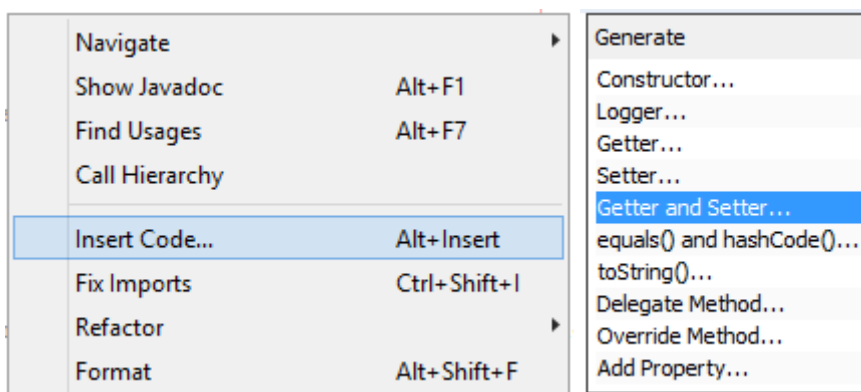 Navigate
Show Javadoc Alt+F1
Find Usages Alt+F7
Call Hierarchy
Insert Code... Alt+Insert
Fix Imports Ctrl+Shift+I
Refactor
Format Alt+Shift+F
Generate
Constructor...
Logger...
Getter...
Setter...
Getter and Setter...
equals() and hashCode()...
toString()...
Delegate Method...
Override Method...
Add Property...